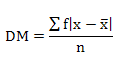 DM = ∑ f|x − x̄| / n